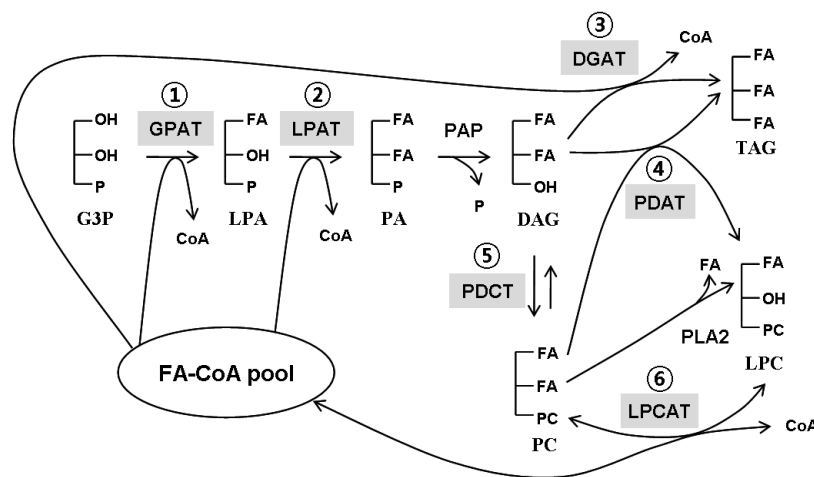 ③
DGAT
CoA
FA
FA
FA
TAG
①
GPAT
②
LPAT
OH
OH
P
G3P
CoA
FA
OH
P
LPA
CoA
FA
FA
P
PA
PAP
P
FA
FA
OH
DAG
④
PDAT
⑤
PDCT
FA
PLA2
FA
OH
PC
LPC
FA-CoA pool
FA
FA
PC
PC
⑥
LPCAT
CoA